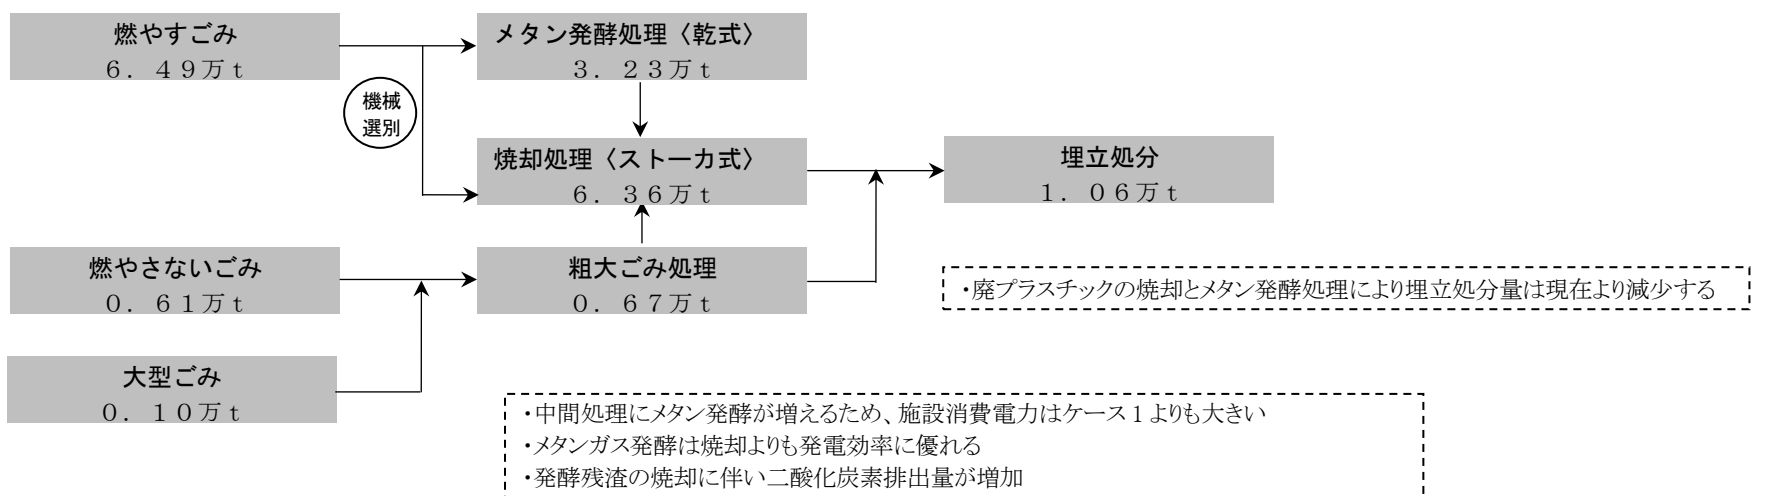 燃やすごみ
６．４９万ｔ
メタン発酵処理〈乾式〉
３．２３万ｔ
機械
選別
焼却処理〈ストーカ式〉
６．３６万ｔ
埋立処分
１．０６万ｔ
燃やさないごみ
０．６１万ｔ
粗大ごみ処理
０．６７万ｔ
・廃プラスチックの焼却とメタン発酵処理により埋立処分量は現在より減少する
大型ごみ
０．１０万ｔ
・中間処理にメタン発酵が増えるため、施設消費電力はケース１よりも大きい
・メタンガス発酵は焼却よりも発電効率に優れる
・発酵残渣の焼却に伴い二酸化炭素排出量が増加